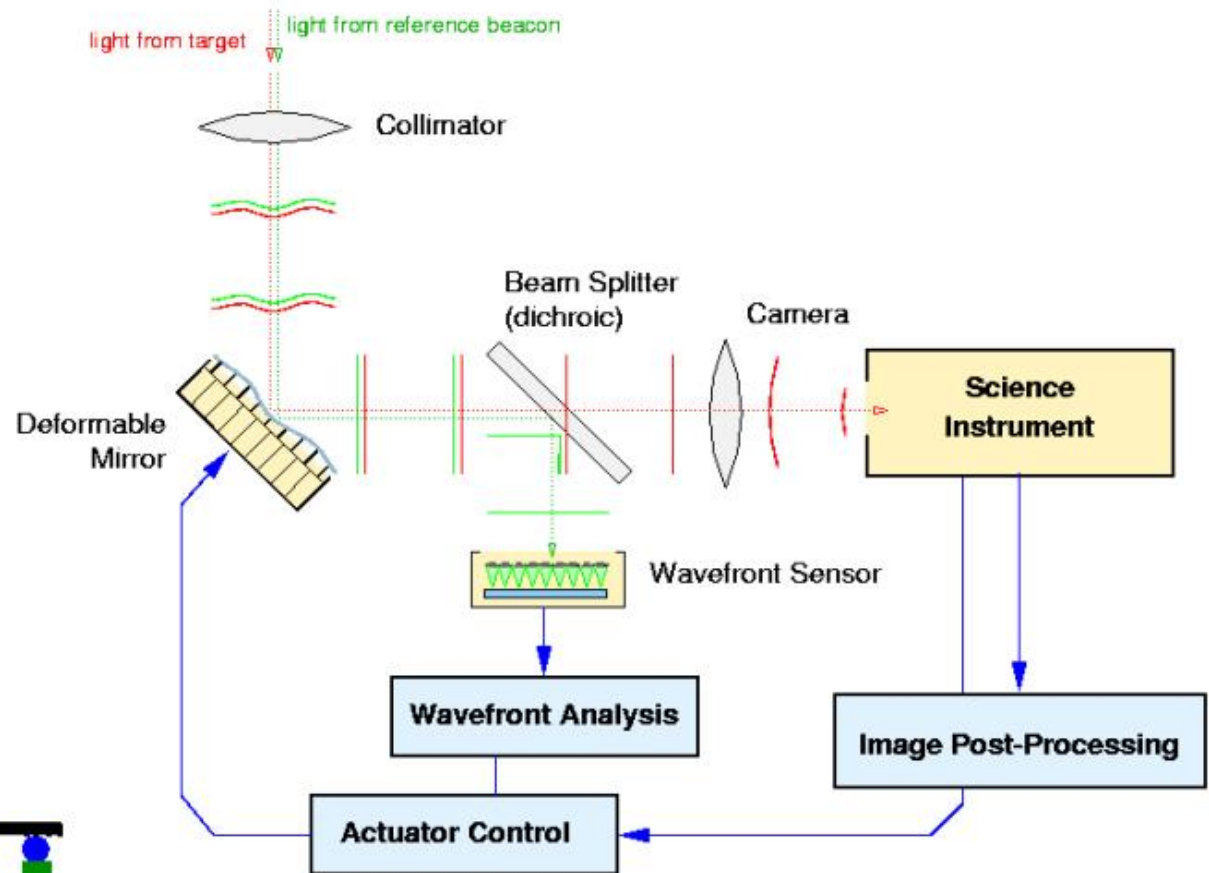 light from target
light from reference beacon
Collimator
Beam Splitter
(dichroic)
Camera
Science
Instrument
Deformable
Mirror
Wavefront Sensor
Wavefront Analysis
Image Post-Processing
Actuator Control